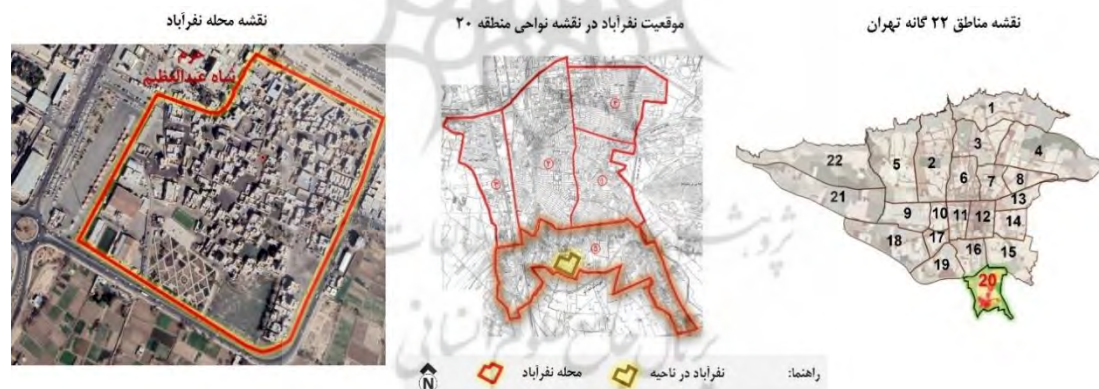 نقشه مناطق ۲۲ گانه تهران
موقعیت نفرآباد در نقشه نواحی منطقه ۲۰
نقشه محله نفرآباد
1
3
4
22
5
2
6
7
8
21
13
9
10
11
12
14
18
17
16
15
19
20
حرم
شاه عبدالعظیم
راهنما:
نفرآباد در ناحیه
محله نفرآباد
N